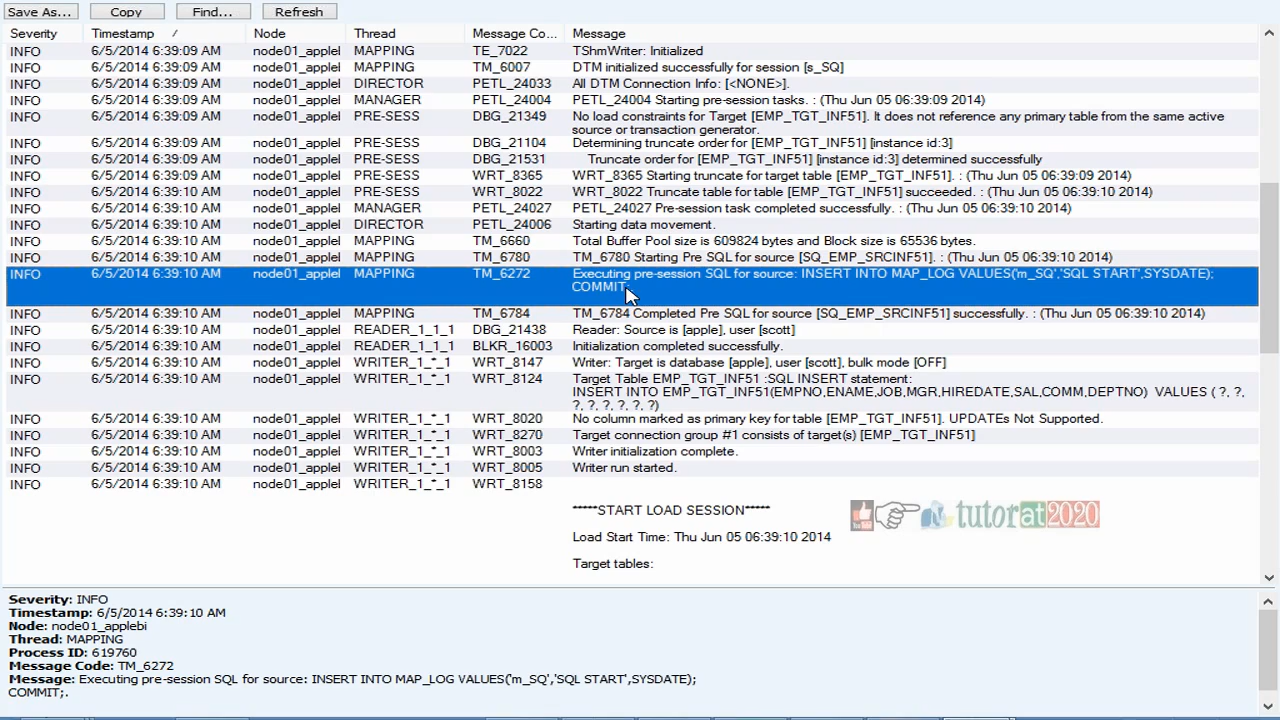 Save As... Copy Find... Refresh
Severity Timestamp / Node Thread Message Co... Message
INFO 6/5/2014 6:39:09 AM node01_applel MAPPING TE_7022 TShmWriter: Initialized
INFO 6/5/2014 6:39:09 AM node01_applel MAPPING TM_6007 DTM initialized successfully for session [s_SQ]
INFO 6/5/2014 6:39:09 AM node01_applel DIRECTOR PETL_24033 All DTM Connection Info: [<NONE>].
INFO 6/5/2014 6:39:09 AM node01_applel MANAGER PETL_24004 PETL_24004 Starting pre-session tasks. : (Thu Jun 05 06:39:09 2014)
INFO 6/5/2014 6:39:09 AM node01_applel PRE-SESS DBG_21349 No load constraints for Target [EMP_TGT_INF51]. It does not reference any primary table from the same active
source or transaction generator.
INFO 6/5/2014 6:39:09 AM node01_applel PRE-SESS DBG_21104 Determining truncate order for [EMP_TGT_INF51] [instance id:3]
INFO 6/5/2014 6:39:09 AM node01_applel PRE-SESS DBG_21531 Truncate order for [EMP_TGT_INF51] [instance id:3] determined successfully
INFO 6/5/2014 6:39:09 AM node01_applel PRE-SESS WRT_8365 WRT_8365 Starting truncate for target table [EMP_TGT_INF51]. : (Thu Jun 05 06:39:09 2014)
INFO 6/5/2014 6:39:10 AM node01_applel PRE-SESS WRT_8022 WRT_8022 Truncate table for table [EMP_TGT_INF51] succeeded. : (Thu Jun 05 06:39:10 2014)
INFO 6/5/2014 6:39:10 AM node01_applel MANAGER PETL_24027 PETL_24027 Pre-session task completed successfully. : (Thu Jun 05 06:39:10 2014)
INFO 6/5/2014 6:39:10 AM node01_applel DIRECTOR PETL_24006 Starting data movement.
INFO 6/5/2014 6:39:10 AM node01_applel MAPPING TM_6660 Total Buffer Pool size is 609824 bytes and Block size is 65536 bytes.
INFO 6/5/2014 6:39:10 AM node01_applel MAPPING TM_6780 TM_6780 Starting Pre SQL for source [SQ_EMP_SRCINF51]. : (Thu Jun 05 06:39:10 2014)
INFO 6/5/2014 6:39:10 AM node01_applel MAPPING TM_6272 Executing pre-session SQL for source: INSERT INTO MAP_LOG VALUES('m_SQ','SQL START',SYSDATE);
COMMIT;
INFO 6/5/2014 6:39:10 AM node01_applel MAPPING TM_6784 TM_6784 Completed Pre SQL for source [SQ_EMP_SRCINF51] successfully. : (Thu Jun 05 06:39:10 2014)
INFO 6/5/2014 6:39:10 AM node01_applel READER_1_1_1 DBG_21438 Reader: Source is [apple], user [scott]
INFO 6/5/2014 6:39:10 AM node01_applel READER_1_1_1 BLKR_16003 Initialization completed successfully.
INFO 6/5/2014 6:39:10 AM node01_applel WRITER_1_*_1 WRT_8147 Writer: Target is database [apple], user [scott], bulk mode [OFF]
INFO 6/5/2014 6:39:10 AM node01_applel WRITER_1_*_1 WRT_8124 Target Table EMP_TGT_INF51 :SQL INSERT statement:
INSERT INTO EMP_TGT_INF51(EMPNO,ENAME,JOB,MGR,HIREDATE,SAL,COMM,DEPTNO) VALUES ( ?, ?,
?, ?, ?, ?, ?, ?)
INFO 6/5/2014 6:39:10 AM node01_applel WRITER_1_*_1 WRT_8020 No column marked as primary key for table [EMP_TGT_INF51]. UPDATEs Not Supported.
INFO 6/5/2014 6:39:10 AM node01_applel WRITER_1_*_1 WRT_8270 Target connection group #1 consists of target(s) [EMP_TGT_INF51]
INFO 6/5/2014 6:39:10 AM node01_applel WRITER_1_*_1 WRT_8003 Writer initialization complete.
INFO 6/5/2014 6:39:10 AM node01_applel WRITER_1_*_1 WRT_8005 Writer run started.
INFO 6/5/2014 6:39:10 AM node01_applel WRITER_1_*_1 WRT_8158
*****START LOAD SESSION*****
tutorat2020
Load Start Time: Thu Jun 05 06:39:10 2014
Target tables:
Severity: INFO
Timestamp: 6/5/2014 6:39:10 AM
Node: node01_applebi
Thread: MAPPING
Process ID: 619760
Message Code: TM_6272
Message: Executing pre-session SQL for source: INSERT INTO MAP_LOG VALUES('m_SQ','SQL START',SYSDATE);
COMMIT;.